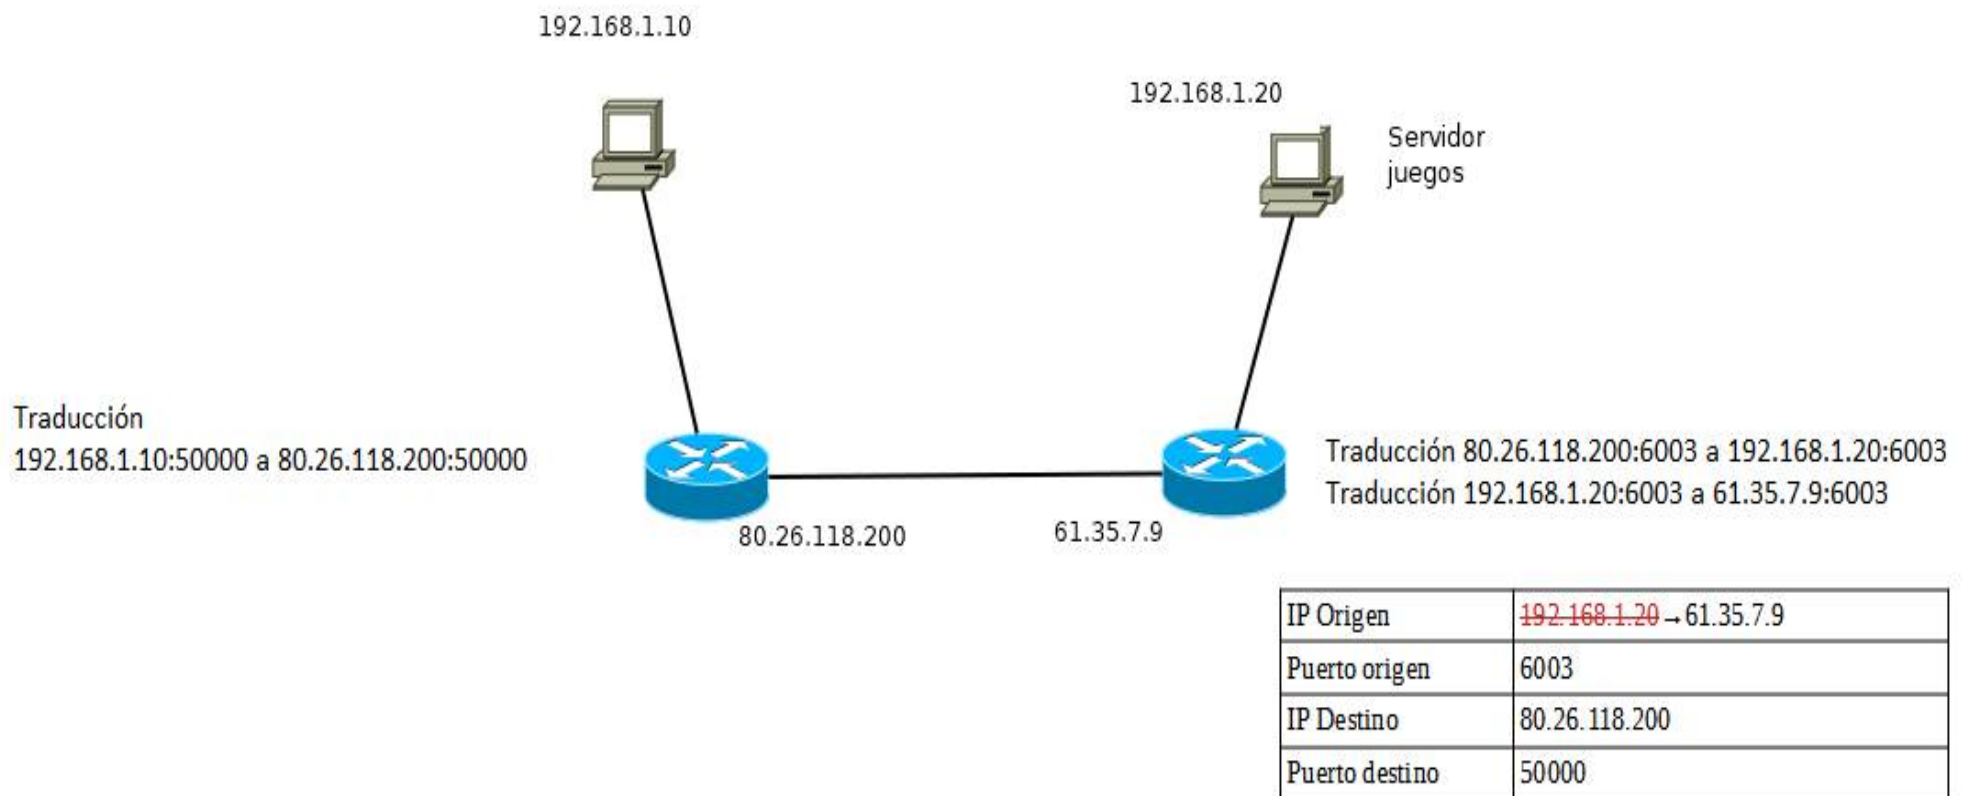 192.168.1.10
192.168.1.20
Servidor
juegos
Traducción
192.168.1.10:50000 a 80.26.118.200:50000
Traducción 80.26.118.200:6003 a 192.168.1.20:6003
Traducción 192.168.1.20:6003 a 61.35.7.9:6003
80.26.118.200
61.35.7.9
IP Origen 192.168.1.20→61.35.7.9
Puerto origen 6003
IP Destino 80.26.118.200
Puerto destino 50000